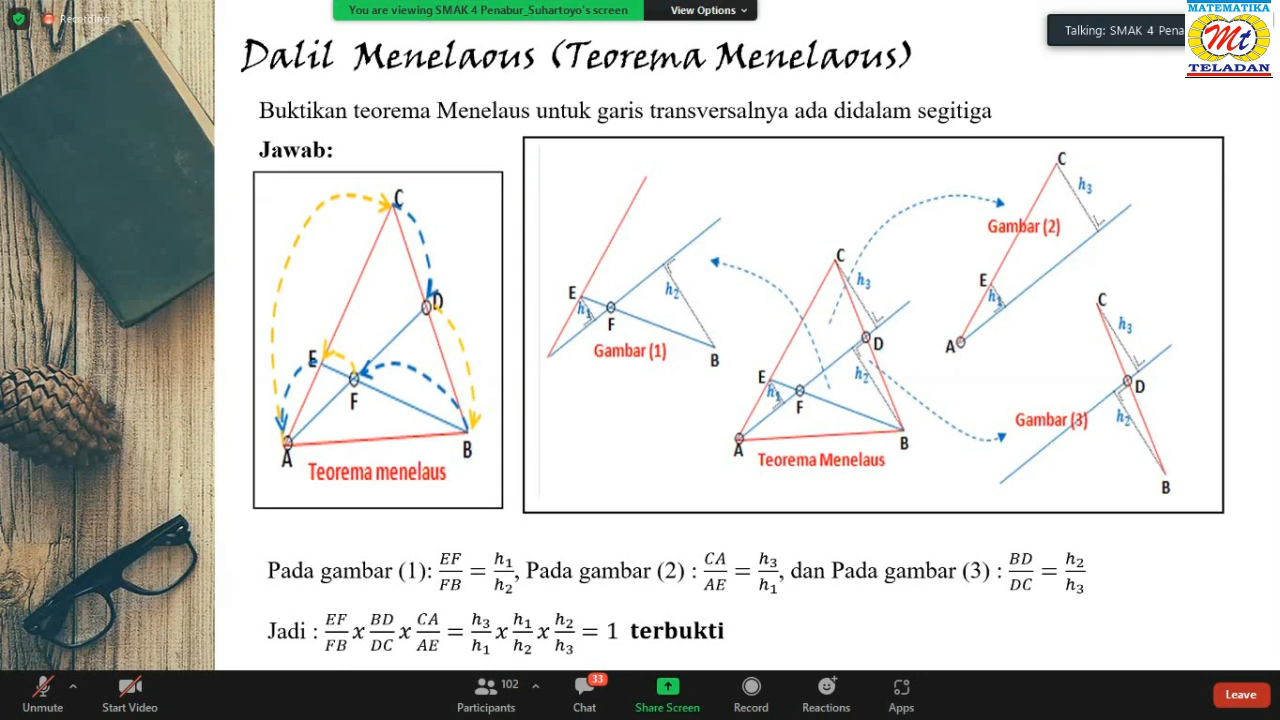 Recording
You are viewing SMAK 4 Penabur_Suhartoyo's screen
View Options
Talking: SMAK 4 Pena
MATEMATIKA
Mt
TELADAN
Dalil Menelaous (Teorema Menelaous)
Buktikan teorema Menelaus untuk garis transversalnya ada didalam segitiga
Jawab:
C
D
E
F
A
B
Teorema menelaus
E
h₁
F
h₂
B
Gambar (1)
C
h₃
D
E
h₁
h₂
F
A
B
Teorema Menelaus
C
h₃
Gambar (2)
E
h₁
A
C
h₃
D
Gambar (3)
h₂
B
Pada gambar (1): EF/FB = h₁/h₂, Pada gambar (2) : CA/AE = h₃/h₁, dan Pada gambar (3) : BD/DC = h₂/h₃
Jadi : EF/FB x BD/DC x CA/AE = h₃/h₁ x h₁/h₂ x h₂/h₃ = 1 terbukti
Unmute
Start Video
102
Participants
33
Chat
Share Screen
Record
Reactions
Apps
Leave